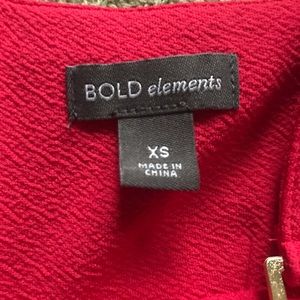 BOLD elements
XS
MADE IN
CHINA